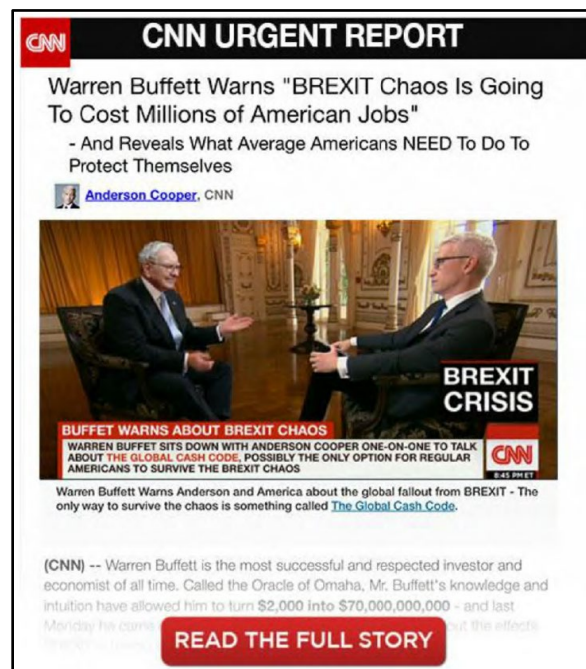 CNN
CNN URGENT REPORT
Warren Buffett Warns "BREXIT Chaos Is Going
To Cost Millions of American Jobs"
- And Reveals What Average Americans NEED To Do To
Protect Themselves
Anderson Cooper, CNN
BREXIT
CRISIS
BUFFET WARNS ABOUT BREXIT CHAOS
WARREN BUFFET SITS DOWN WITH ANDERSON COOPER ONE-ON-ONE TO TALK
ABOUT THE GLOBAL CASH CODE, POSSIBLY THE ONLY OPTION FOR REGULAR
AMERICANS TO SURVIVE THE BREXIT CHAOS
CNN
8:45 PM ET
Warren Buffett Warns Anderson and America about the global fallout from BREXIT - The
only way to survive the chaos is something called The Global Cash Code.
(CNN) -- Warren Buffett is the most successful and respected investor and
economist of all time. Called the Oracle of Omaha, Mr. Buffett's knowledge and
intuition have allowed him to turn $2,000 into $70,000,000,000 - and last
Monday he came out the effects
READ THE FULL STORY